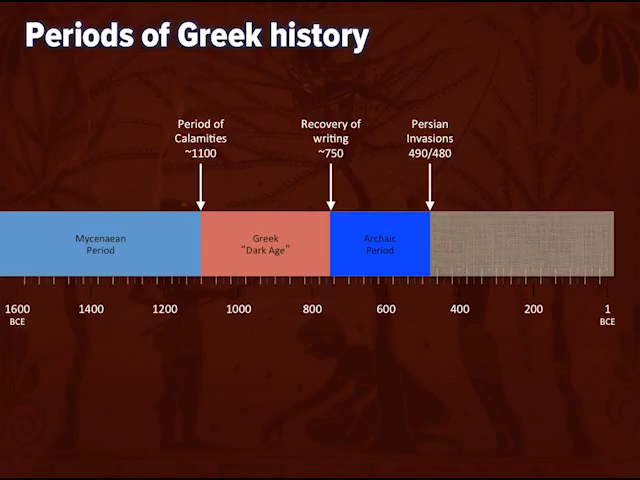 Periods of Greek history
Period of
Calamities
~1100
Recovery of
writing
~750
Persian
Invasions
490/480
Mycenaean
Period
Greek
"Dark Age"
Archaic
Period
1600
BCE
1400
1200
1000
800
600
400
200
1
BCE